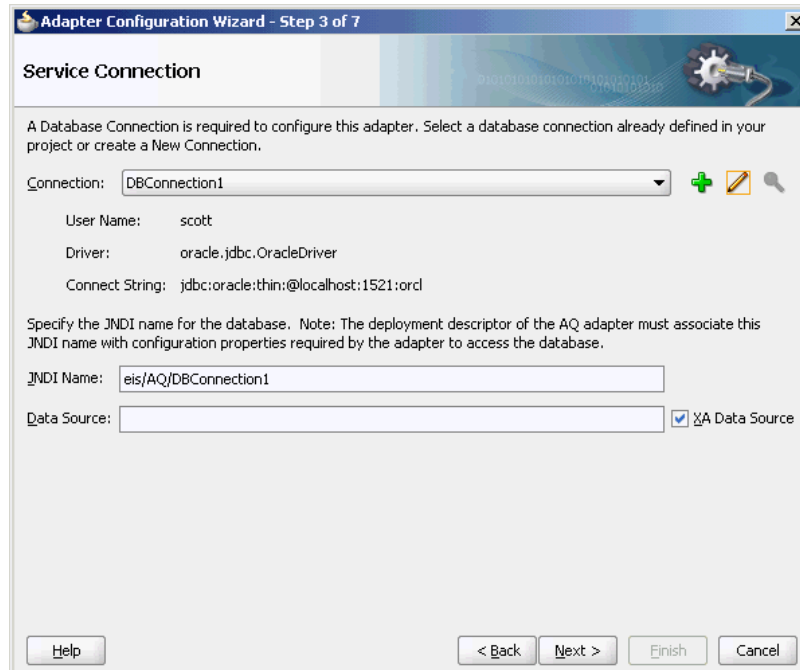 Adapter Configuration Wizard - Step 3 of 7
Service Connection
0101010101010101010101010101
01010101010
A Database Connection is required to configure this adapter. Select a database connection already defined in your
project or create a New Connection.
Connection: DBConnection1
User Name: scott
Driver: oracle.jdbc.OracleDriver
Connect String: jdbc:oracle:thin:@localhost:1521:orcl
Specify the JNDI name for the database. Note: The deployment descriptor of the AQ adapter must associate this
JNDI name with configuration properties required by the adapter to access the database.
JNDI Name: eis/AQ/DBConnection1
Data Source: XA Data Source
Help < Back Next > Finish Cancel